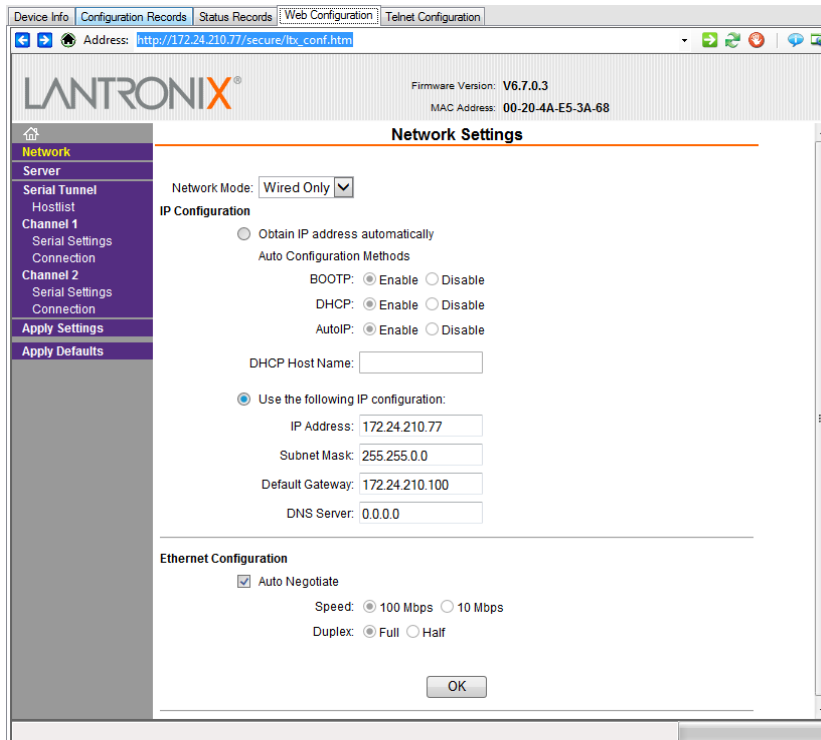 Device Info Configuration Records Status Records Web Configuration Telnet Configuration
Address: http://172.24.210.77/secure/ltx_conf.htm
LANTRONIX®
Firmware Version: V6.7.0.3
MAC Address: 00-20-4A-E5-3A-68
Network
Server
Serial Tunnel
Hostlist
Channel 1
Serial Settings
Connection
Channel 2
Serial Settings
Connection
Apply Settings
Apply Defaults
Network Settings
Network Mode: Wired Only
IP Configuration
Obtain IP address automatically
Auto Configuration Methods
BOOTP: Enable Disable
DHCP: Enable Disable
AutoIP: Enable Disable
DHCP Host Name:
Use the following IP configuration:
IP Address: 172.24.210.77
Subnet Mask: 255.255.0.0
Default Gateway: 172.24.210.100
DNS Server: 0.0.0.0
Ethernet Configuration
Auto Negotiate
Speed: 100 Mbps 10 Mbps
Duplex: Full Half
OK